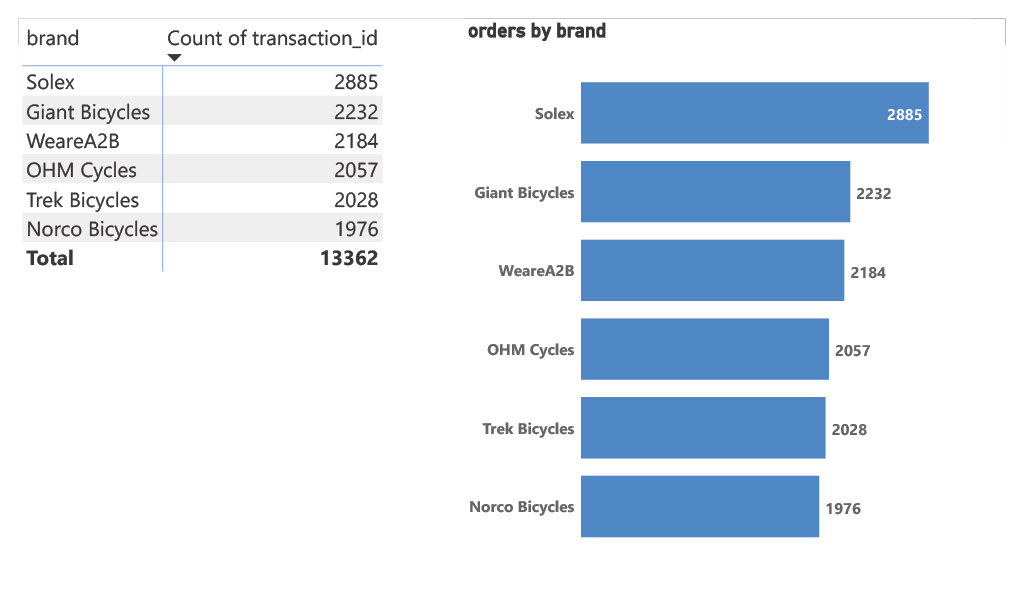 brand Count of transaction_id
Solex 2885
Giant Bicycles 2232
WeareA2B 2184
OHM Cycles 2057
Trek Bicycles 2028
Norco Bicycles 1976
Total 13362
orders by brand
Solex 2885
Giant Bicycles 2232
WeareA2B 2184
OHM Cycles 2057
Trek Bicycles 2028
Norco Bicycles 1976